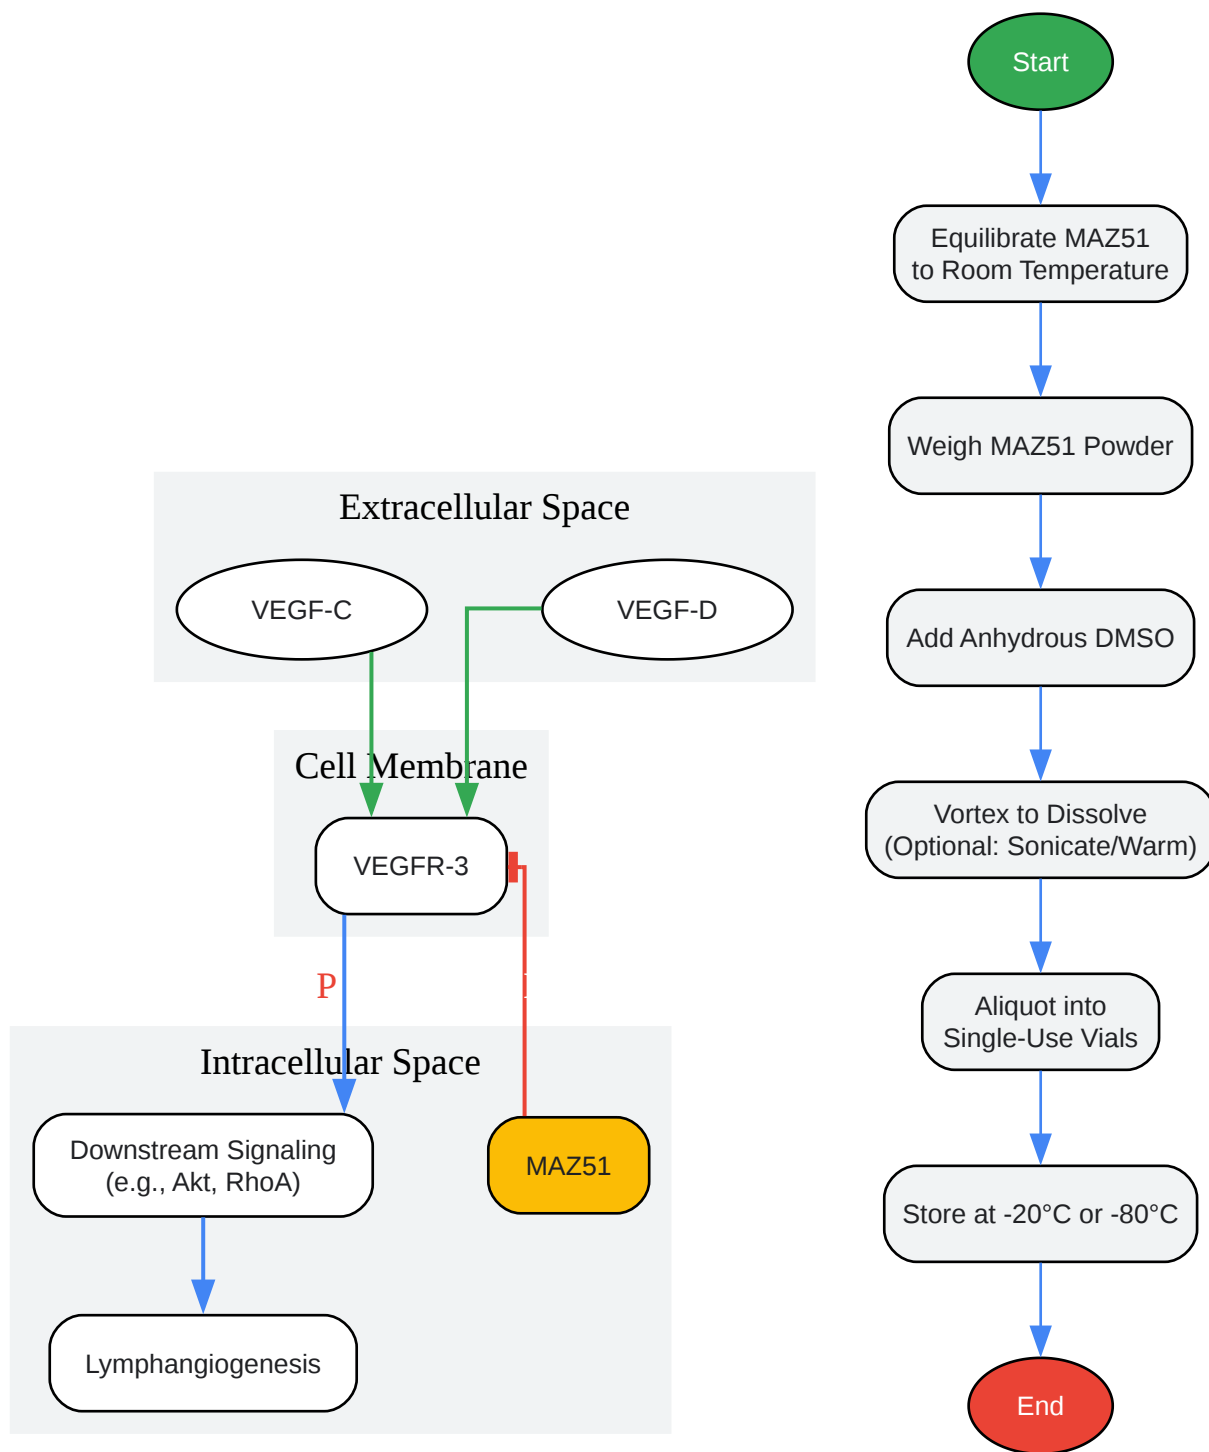 Extracellular Space
VEGF-C
VEGF-D
Cell Membrane
VEGFR-3
P
Intracellular Space
Downstream Signaling
(e.g., Akt, RhoA)
MAZ51
Lymphangiogenesis
Start
Equilibrate MAZ51
to Room Temperature
Weigh MAZ51 Powder
Add Anhydrous DMSO
Vortex to Dissolve
(Optional: Sonicate/Warm)
Aliquot into
Single-Use Vials
Store at -20°C or -80°C
End